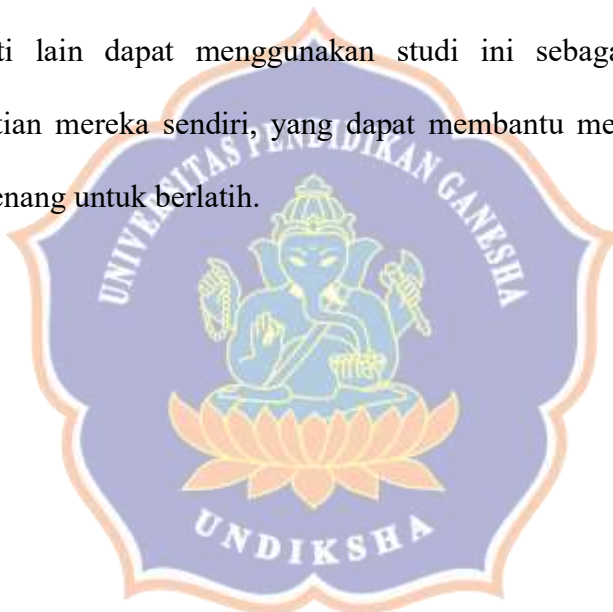 ti lain dapat menggunakan studi ini sebaga
tian mereka sendiri, yang dapat membantu me
enang untuk berlatih.
UNIVERSITAS PENDIDIKAN GANESHA
UNDIKSHA